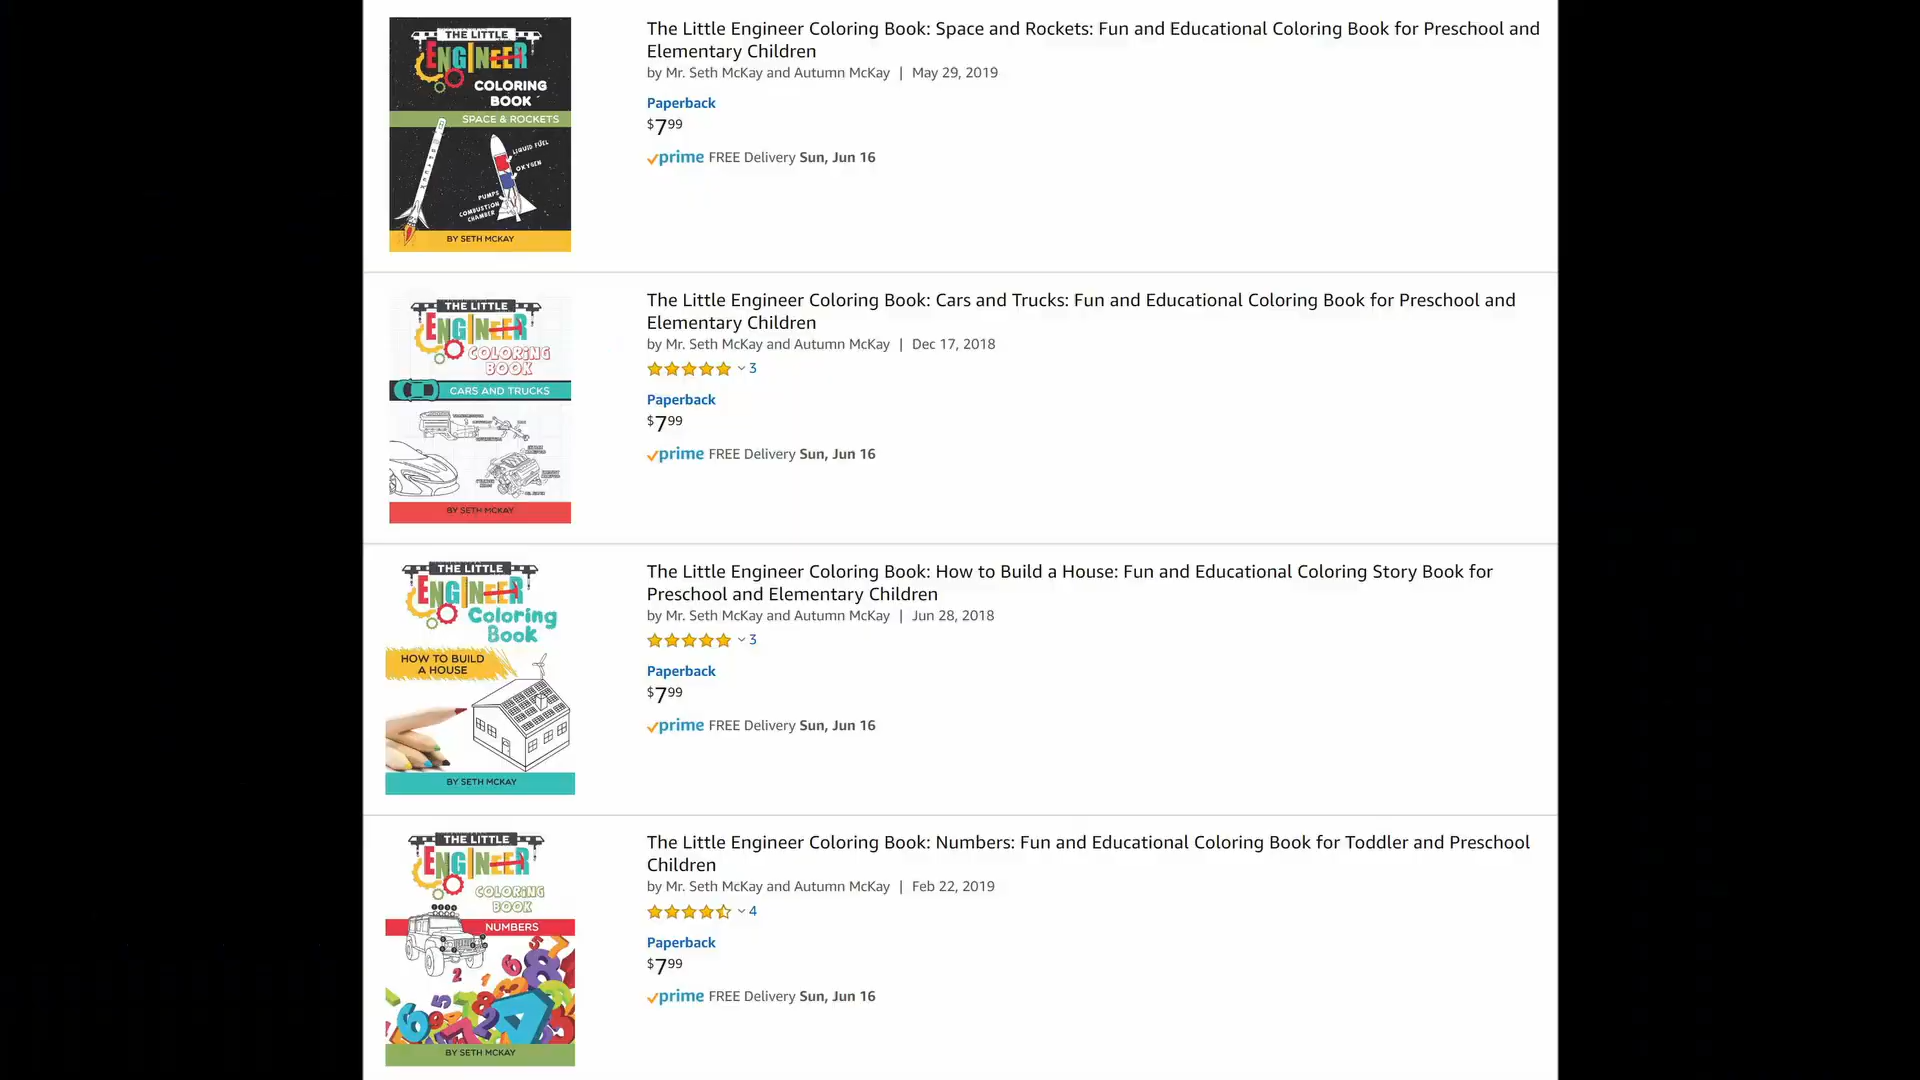 THE LITTLE
ENGINEER
COLORING
BOOK
SPACE & ROCKETS
LIQUID FUEL
OXYGEN
PUMPS
COMBUSTION
CHAMBER
BY SETH MCKAY
The Little Engineer Coloring Book: Space and Rockets: Fun and Educational Coloring Book for Preschool and
Elementary Children
by Mr. Seth McKay and Autumn McKay | May 29, 2019
Paperback
$799
prime FREE Delivery Sun, Jun 16
THE LITTLE
ENGINEER
COLORING
BOOK
CARS AND TRUCKS
BY SETH MCKAY
The Little Engineer Coloring Book: Cars and Trucks: Fun and Educational Coloring Book for Preschool and
Elementary Children
by Mr. Seth McKay and Autumn McKay | Dec 17, 2018
3
Paperback
$799
prime FREE Delivery Sun, Jun 16
THE LITTLE
ENGINEER
Coloring
Book
HOW TO BUILD
A HOUSE
BY SETH MCKAY
The Little Engineer Coloring Book: How to Build a House: Fun and Educational Coloring Story Book for
Preschool and Elementary Children
by Mr. Seth McKay and Autumn McKay | Jun 28, 2018
3
Paperback
$799
prime FREE Delivery Sun, Jun 16
THE LITTLE
ENGINEER
COLORING
BOOK
NUMBERS
BY SETH MCKAY
The Little Engineer Coloring Book: Numbers: Fun and Educational Coloring Book for Toddler and Preschool
Children
by Mr. Seth McKay and Autumn McKay | Feb 22, 2019
4
Paperback
$799
prime FREE Delivery Sun, Jun 16